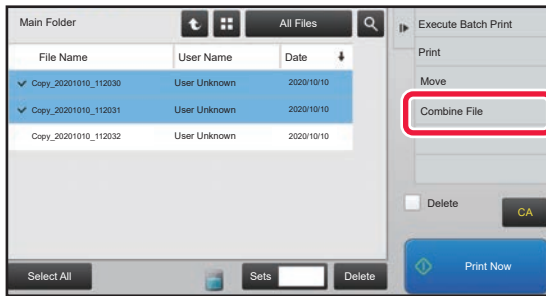 Main Folder
All Files
File Name User Name Date
Copy_20201010_112030 User Unknown 2020/10/10
Copy_20201010_112031 User Unknown 2020/10/10
Copy_20201010_112032 User Unknown 2020/10/10
Select All
Sets
Delete
Execute Batch Print
Print
Move
Combine File
Delete
CA
Print Now